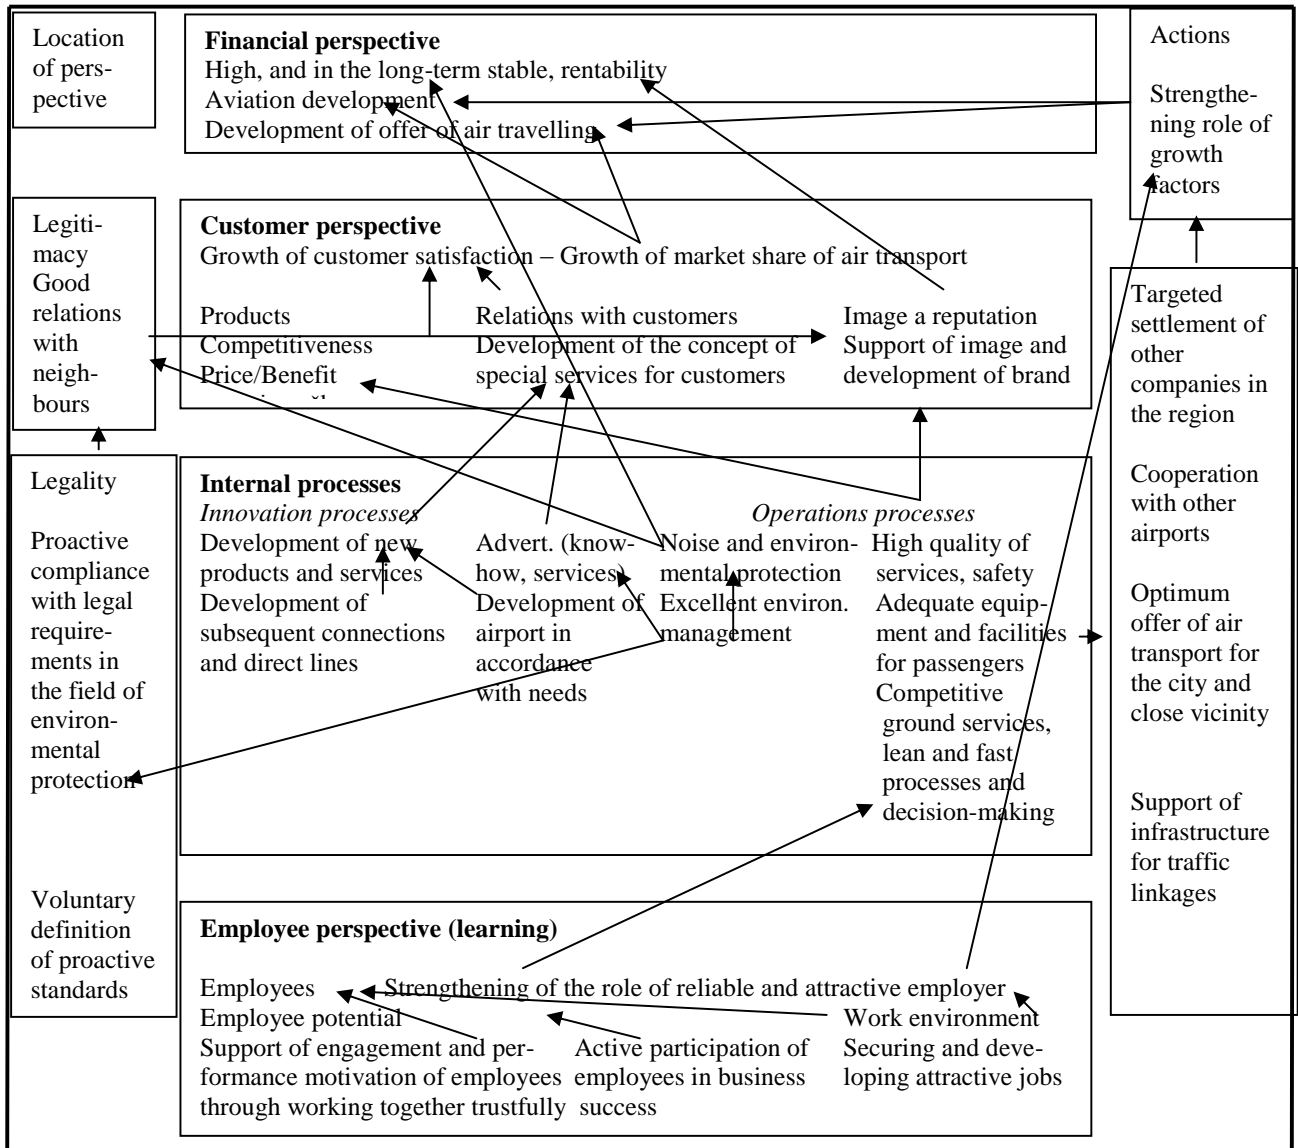 Location
of pers-
pective
Financial perspective
High, and in the long-term stable, rentability
Aviation development
Development of offer of air travelling
Actions
Strengthe-
ning role of
growth
factors
Legiti-
macy
Good
relations
with
neigh-
bours
Customer perspective
Growth of customer satisfaction – Growth of market share of air transport
Products
Competitiveness
Price/Benefit
Relations with customers
Development of the concept of
special services for customers
Image a reputation
Support of image and
development of brand
Targeted
settlement of
other
companies in
the region
Cooperation
with other
airports
Optimum
offer of air
transport for
the city and
close vicinity
Support of
infrastructure
for traffic
linkages
Legality
Proactive
compliance
with legal
require-
ments in
the field of
environ-
mental
protection
Voluntary
definition
of proactive
standards
Internal processes
Innovation processes
Operations processes
Development of new
products and services
Development of
subsequent connections
and direct lines
Advert. (know-
how, services)
Development of
airport in
accordance
with needs
Noise and environ-
mental protection
Excellent environ.
management
High quality of
services, safety
Adequate equip-
ment and facilities
for passengers
Competitive
ground services,
lean and fast
processes and
decision-making
Employee perspective (learning)
Employees
Strengthening of the role of reliable and attractive employer
Employee potential
Support of engagement and per-
formance motivation of employees
through working together trustfully
Active participation of
employees in business
success
Work environment
Securing and deve-
loping attractive jobs